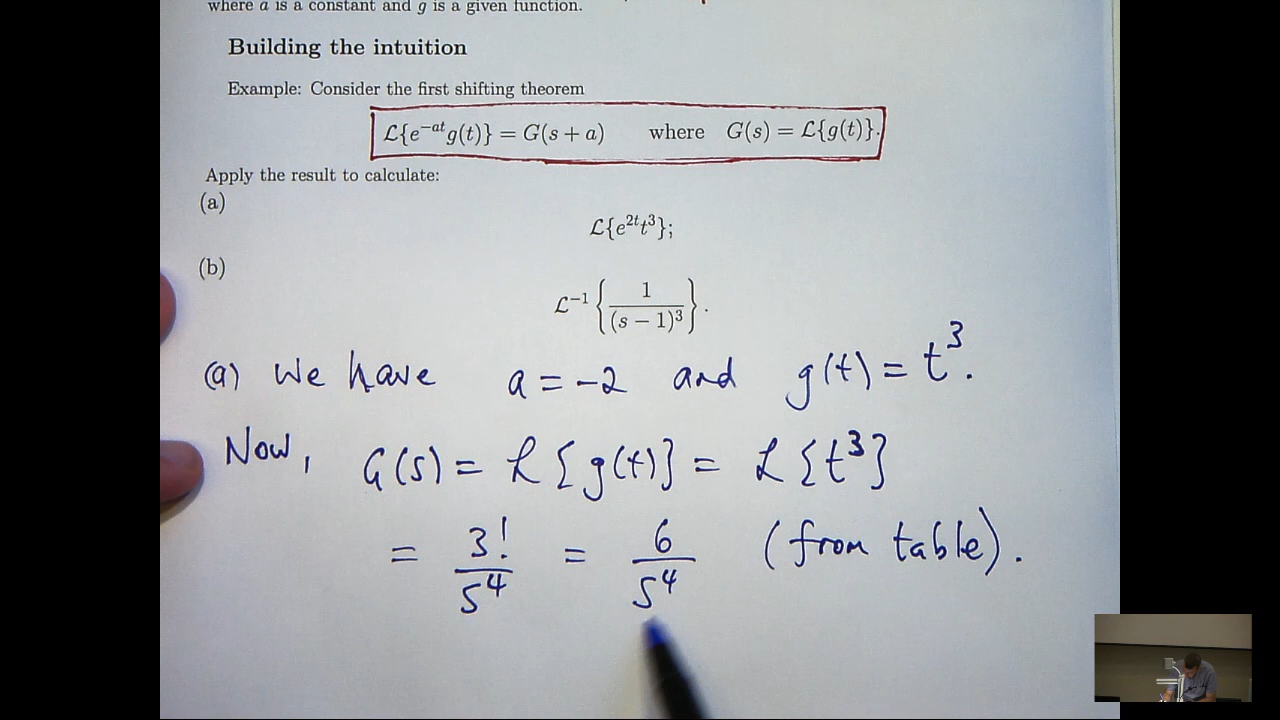 where a is a constant and g is a given function.
Building the intuition
Example: Consider the first shifting theorem
ℒ{e^{-at}g(t)} = G(s + a) where G(s) = ℒ{g(t)}.
Apply the result to calculate:
(a)
ℒ{e^{2t}t^3};
(b)
ℒ^{-1}{1/(s − 1)^3}.
(a) We have a = -2 and g(t) = t^3.
Now, G(s) = ℒ{g(t)} = ℒ{t^3}
= 3!/s^4 = 6/s^4 (from table).